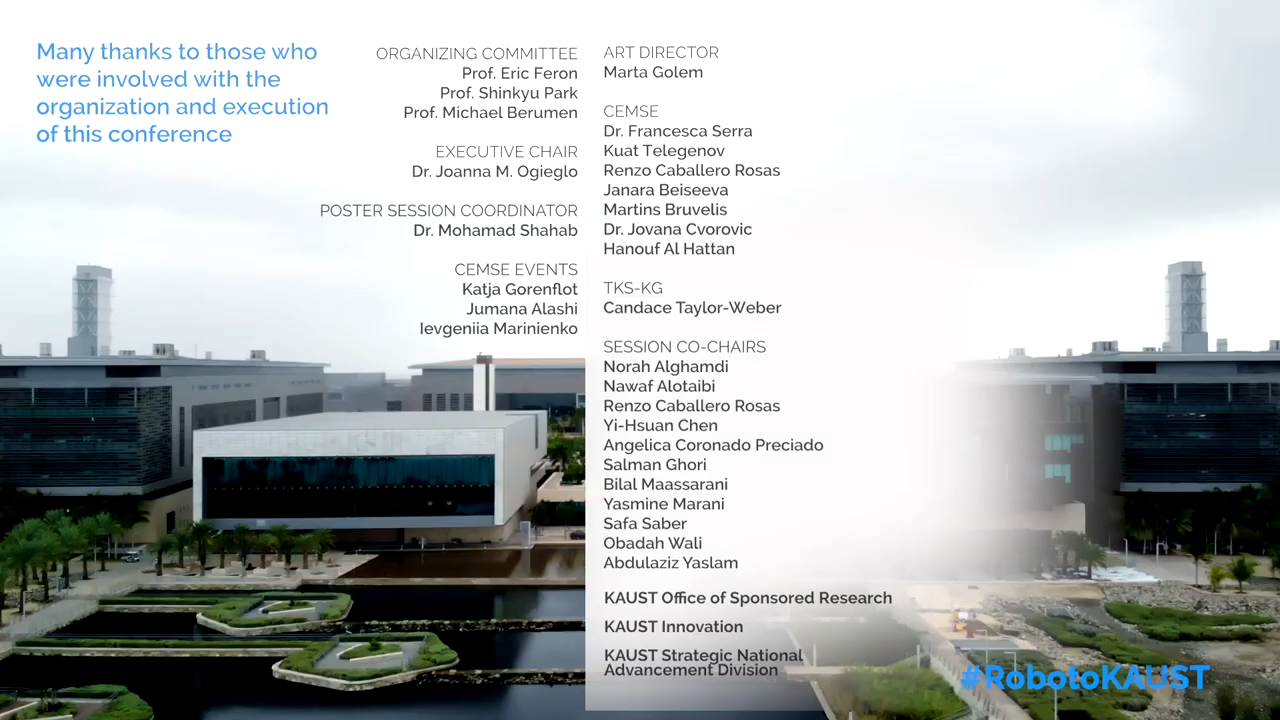 Many thanks to those who
were involved with the
organization and execution
of this conference
ORGANIZING COMMITTEE
Prof. Eric Feron
Prof. Shinkyu Park
Prof. Michael Berumen
EXECUTIVE CHAIR
Dr. Joanna M. Ogieglo
POSTER SESSION COORDINATOR
Dr. Mohamad Shahab
CEMSE EVENTS
Katja Gorenflot
Jumana Alashi
Ievgeniia Marinienko
ART DIRECTOR
Marta Golem
CEMSE
Dr. Francesca Serra
Kuat Telegenov
Renzo Caballero Rosas
Janara Beiseeva
Martins Bruvelis
Dr. Jovana Cvorovic
Hanouf Al Hattan
TKS-KG
Candace Taylor-Weber
SESSION CO-CHAIRS
Norah Alghamdi
Nawaf Alotaibi
Renzo Caballero Rosas
Yi-Hsuan Chen
Angelica Coronado Preciado
Salman Ghori
Bilal Maassarani
Yasmine Marani
Safa Saber
Obadah Wali
Abdulaziz Yaslam
KAUST Office of Sponsored Research
KAUST Innovation
KAUST Strategic National
Advancement Division
#RobotoKAUST